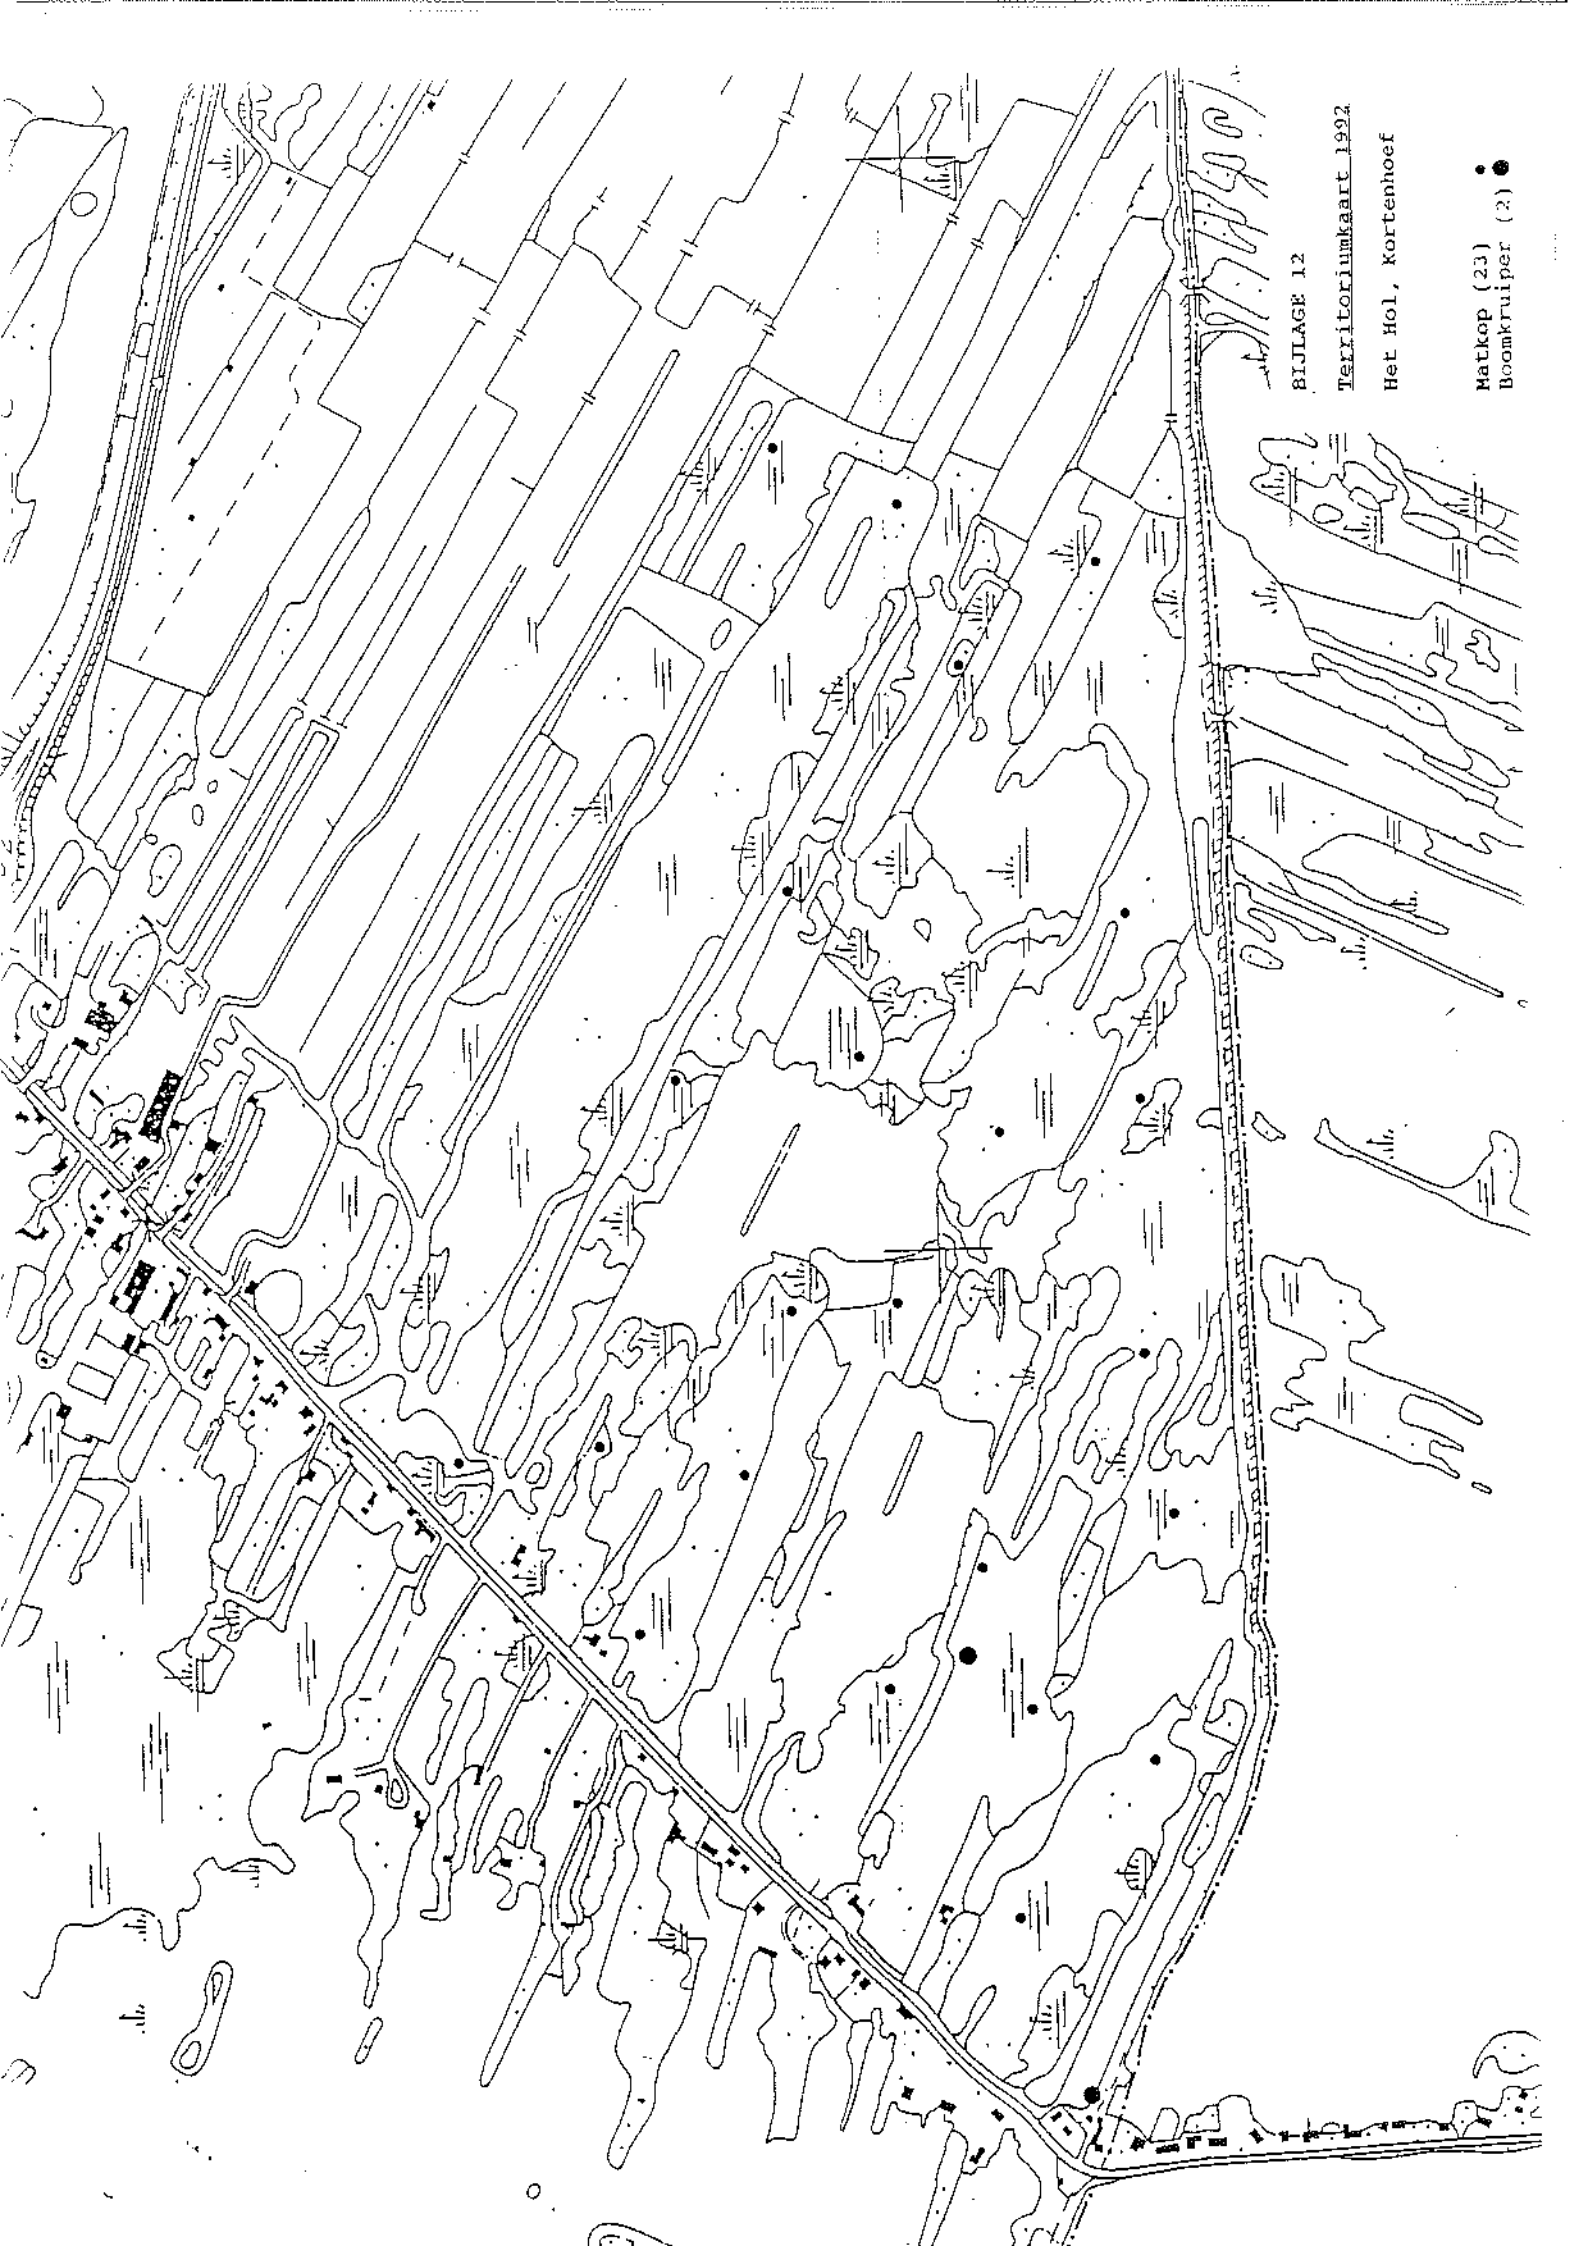 BIJLAGE 12
Territoriumkaart 1992
Het Hol, Kortenhoef
Matkop (23)
Boomkruiper (2)